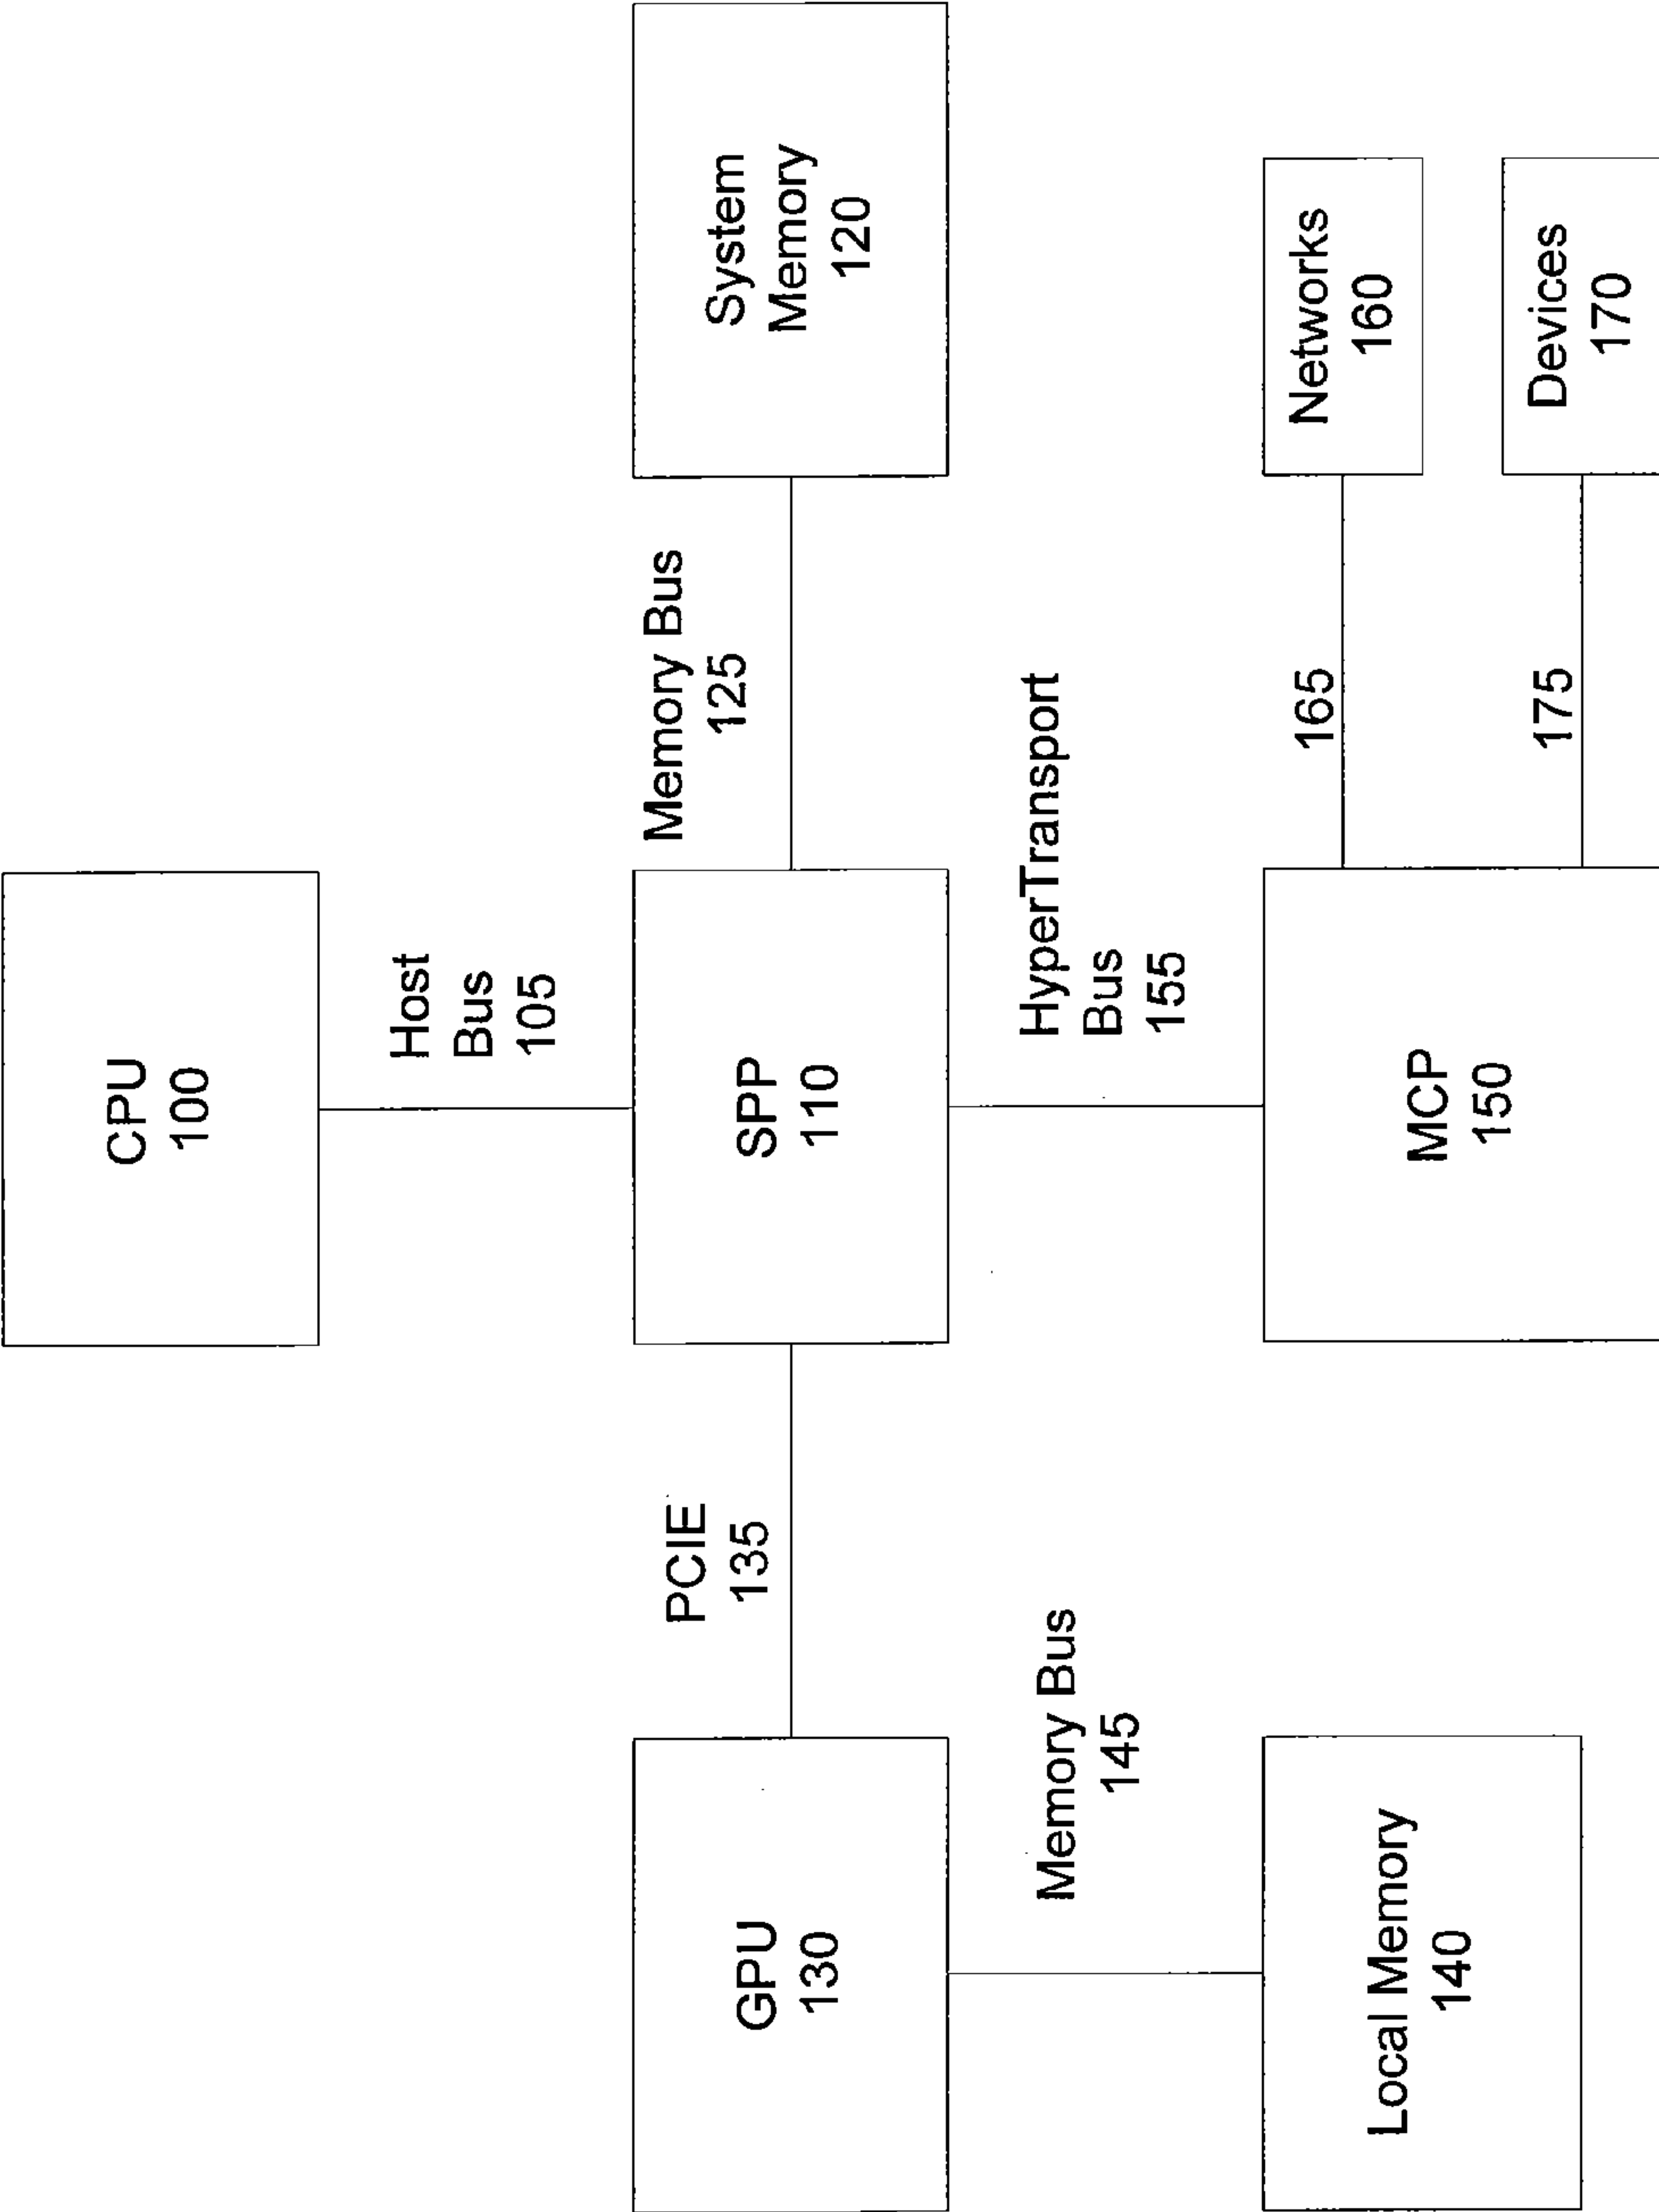 CPU
100
Host
Bus
105
GPU
130
PCIE
135
SPP
110
Memory Bus
125
System
Memory
120
Memory Bus
145
HyperTransport
Bus
155
Local Memory
140
MCP
150
165
Networks
160
175
Devices
170